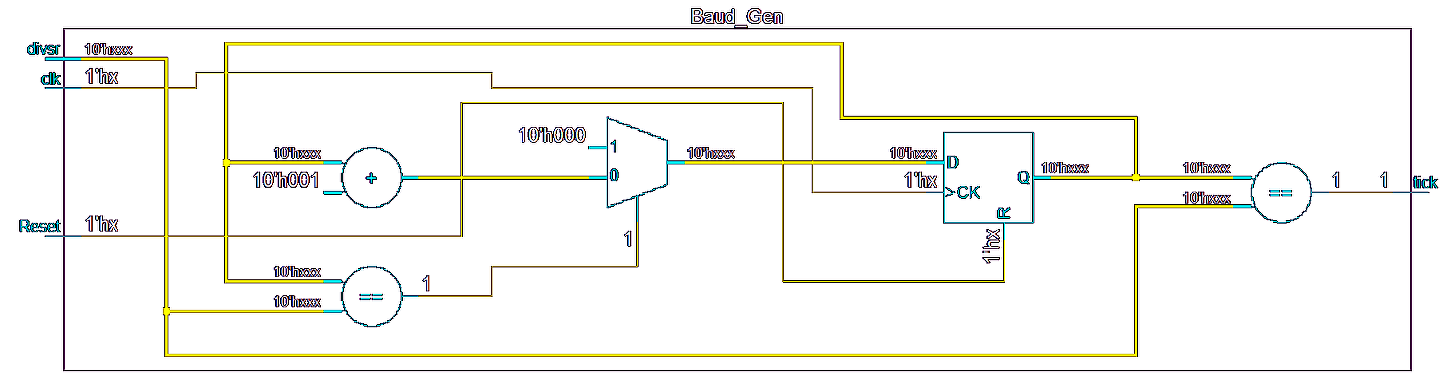 Baud_Gen
divsr 10'hxxx
clk 1'hx
10'h000 1
10'hxxx 10'hxxx 10'hxxx D
10'h001 + 0
1'hx >CK
Q 10'hxxx 10'hxxx
10'hxxx == 1 1 tick
R
Reset 1'hx
1
1'hx
10'hxxx
10'hxxx == 1